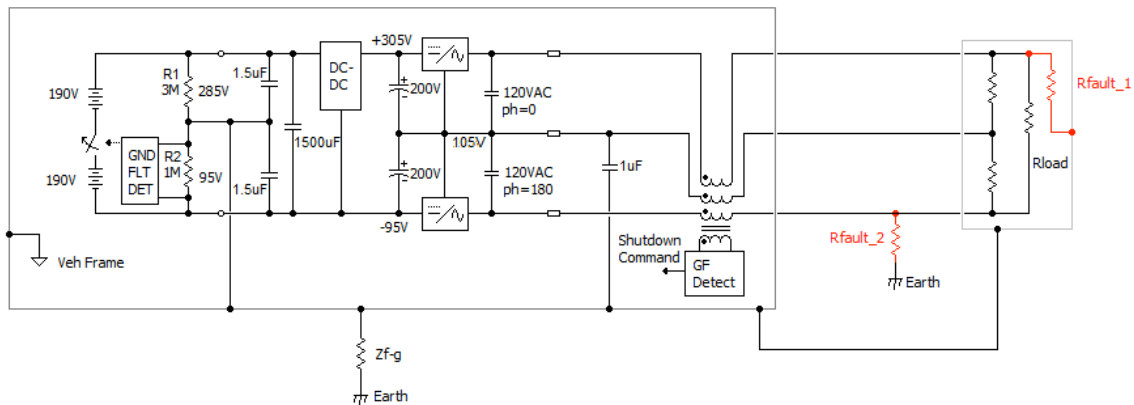 +305V
DC-
DC
R1
3M
1.5uF
285V
190V
200V
120VAC
ph=0
Rfault_1
1500uF
105V
GND
FLT
DET
R2
1M
95V
1uF
Rload
190V
1.5uF
200V
120VAC
ph=180
-95V
Rfault_2
Shutdown
Command
GF
Detect
Veh Frame
Earth
Zf-g
Earth